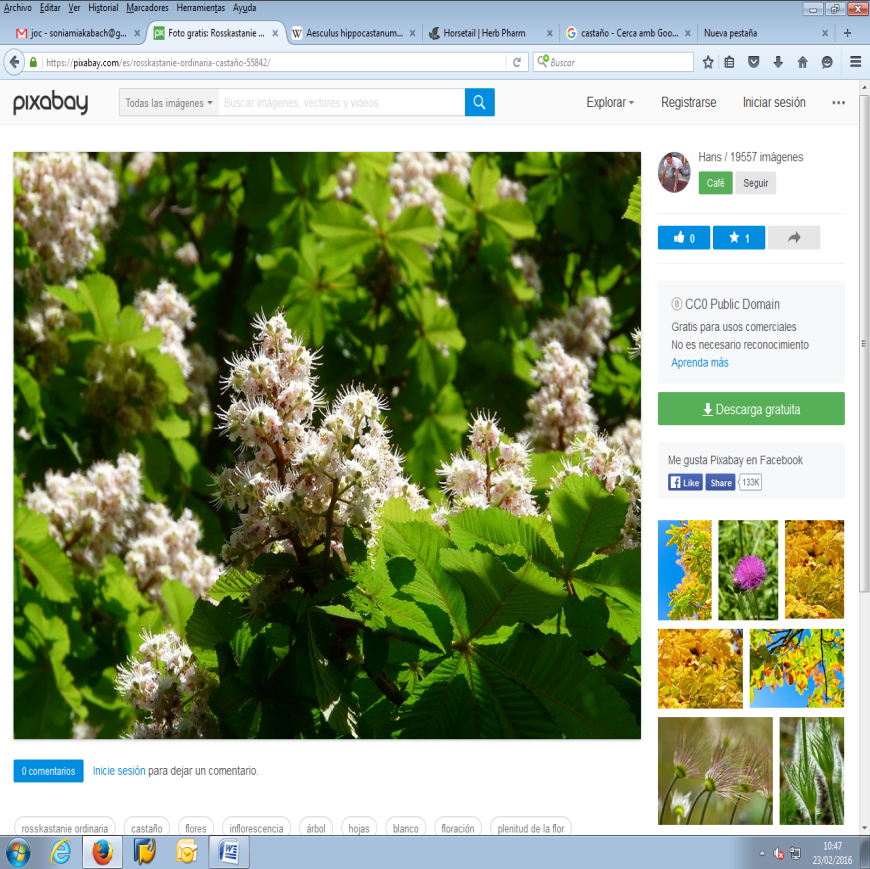 Archivo Editar Ver Historial Marcadores Herramientas Ayuda
joc - soniamiakabach@g... × Foto gratis: Rosskastanie ... × Aesculus hippocastanum... × Horsetail | Herb Pharm × castaño - Cerca amb Goo... × Nueva pestaña × +
https://pixabay.com/es/rosskastanie-ordinaria-castaño-55842/ Buscar
pixabay Todas las imágenes Buscar imágenes, vectores y videos Explorar Registrarse Iniciar sesión
Hans / 19557 imágenes
Café Seguir
0 1
CC0 Public Domain
Gratis para usos comerciales
No es necesario reconocimiento
Aprenda más
Descarga gratuita
Me gusta Pixabay en Facebook
Like Share 133K
0 comentarios Inicie sesión para dejar un comentario.
rosskastanie ordinaria castaño flores inflorescencia árbol hojas blanco floración plenitud de la flor
10:47
23/02/2016